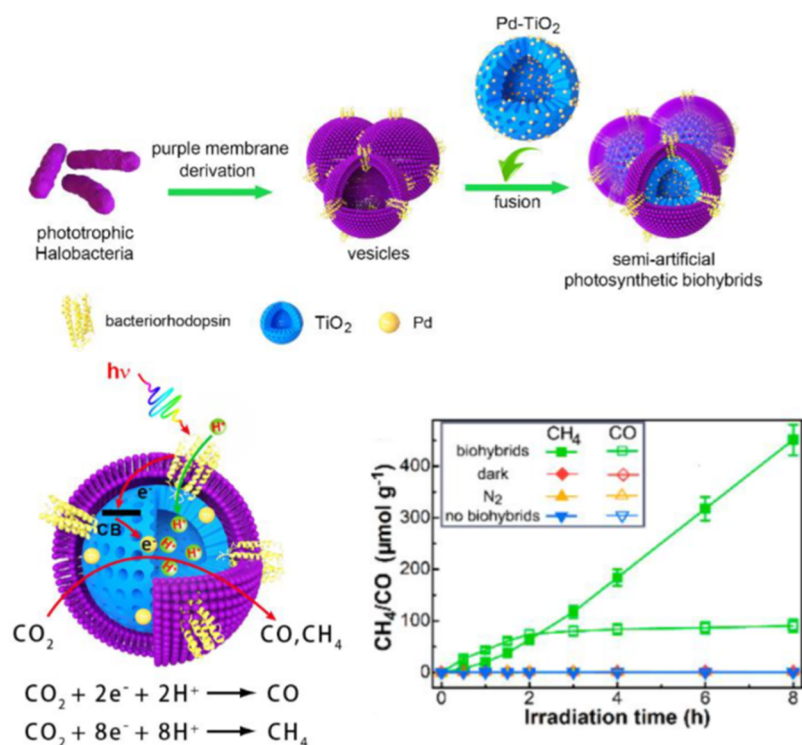 Pd-TiO2
purple membrane
derivation
fusion
phototrophic
Halobacteria
vesicles
semi-artificial
photosynthetic biohybrids
bacteriorhodopsin
TiO2
Pd
hν
H+
e-
CB
e-
H+
H+
H+
H+
CO2
CO,CH4
CO2 + 2e- + 2H+ → CO
CO2 + 8e- + 8H+ → CH4
CH4 CO
biohybrids
dark
N2
no biohybrids
CH4/CO (μmol g-1)
400
300
200
100
0
0 2 4 6 8
Irradiation time (h)